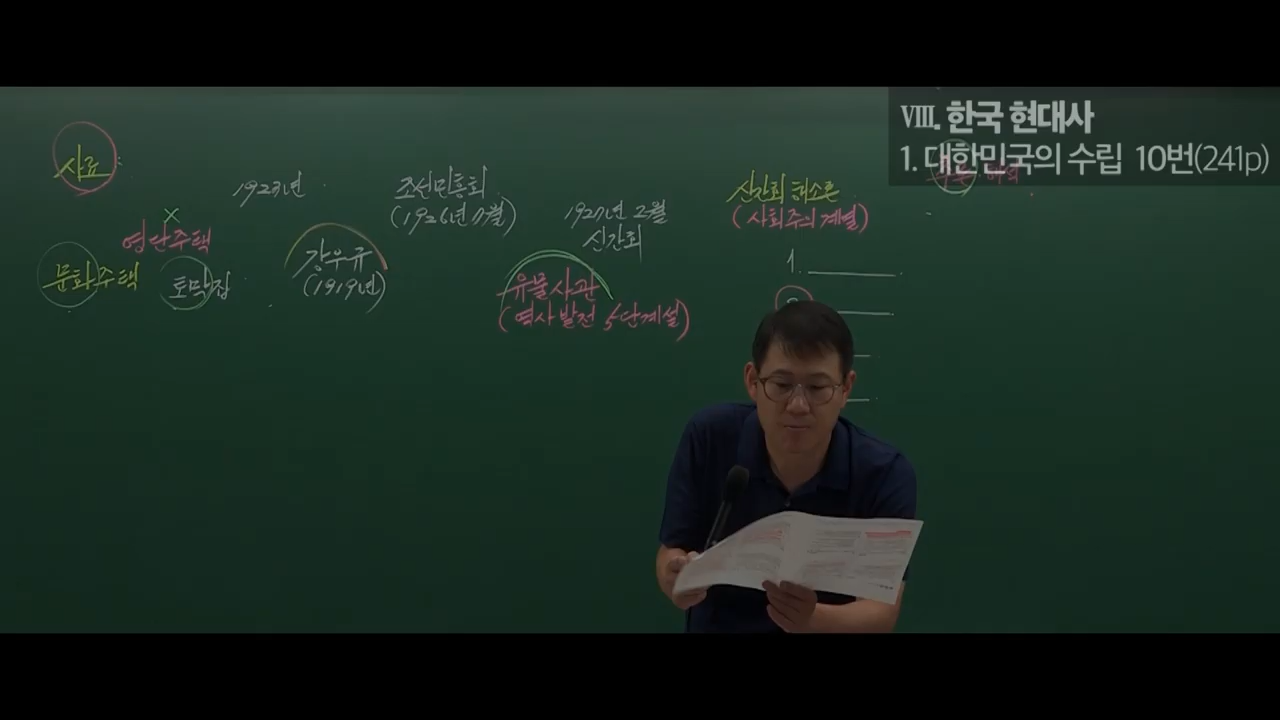 Ⅷ. 한국 현대사
1. 대한민국의 수립 10번(241p)
사료
1923년
조선민흥회
(1926년 7월)
1927년 2월
신간회
신간회 해소론
(사회주의 계열)
영단주택
문화주택
토막집
강우규
(1919년)
유물사관
(역사 발전 5단계설)
1.